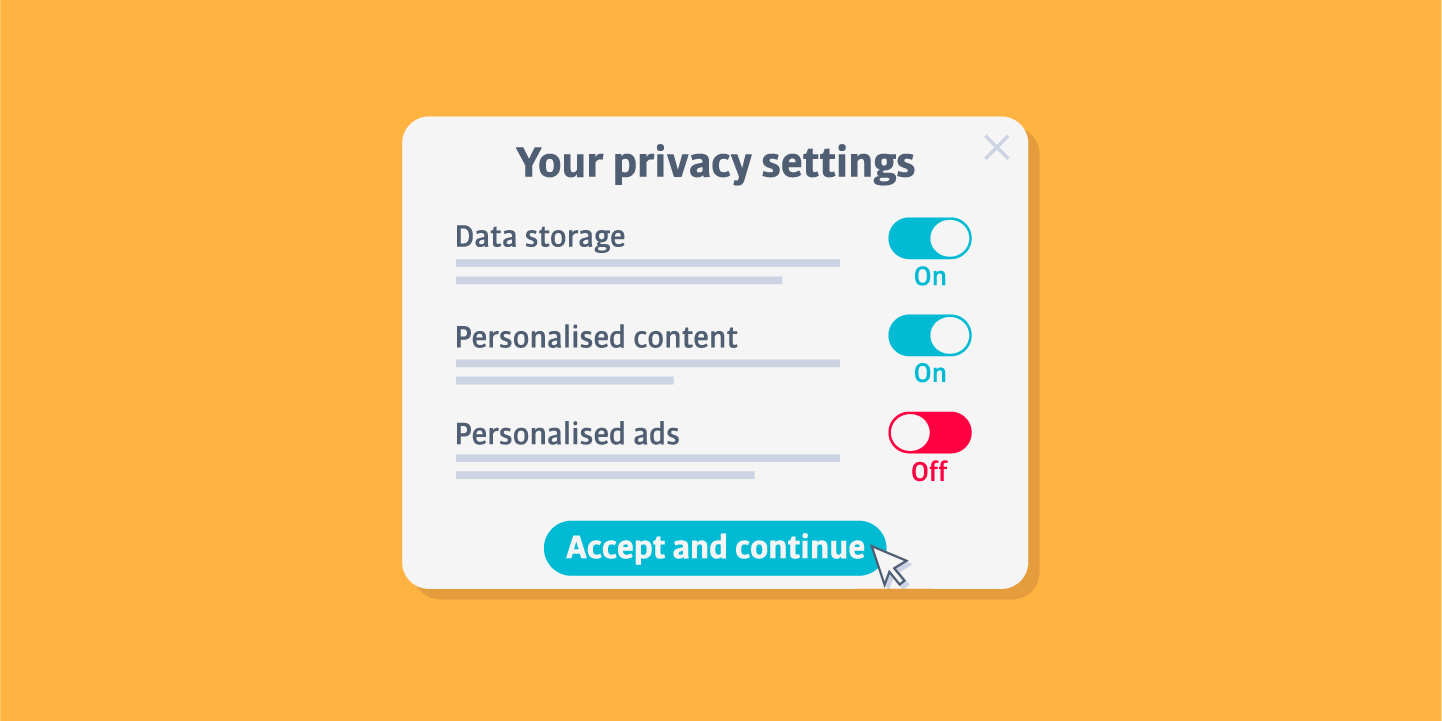 Your privacy settings
Data storage
On
Personalised content
On
Personalised ads
Off
Accept and continue